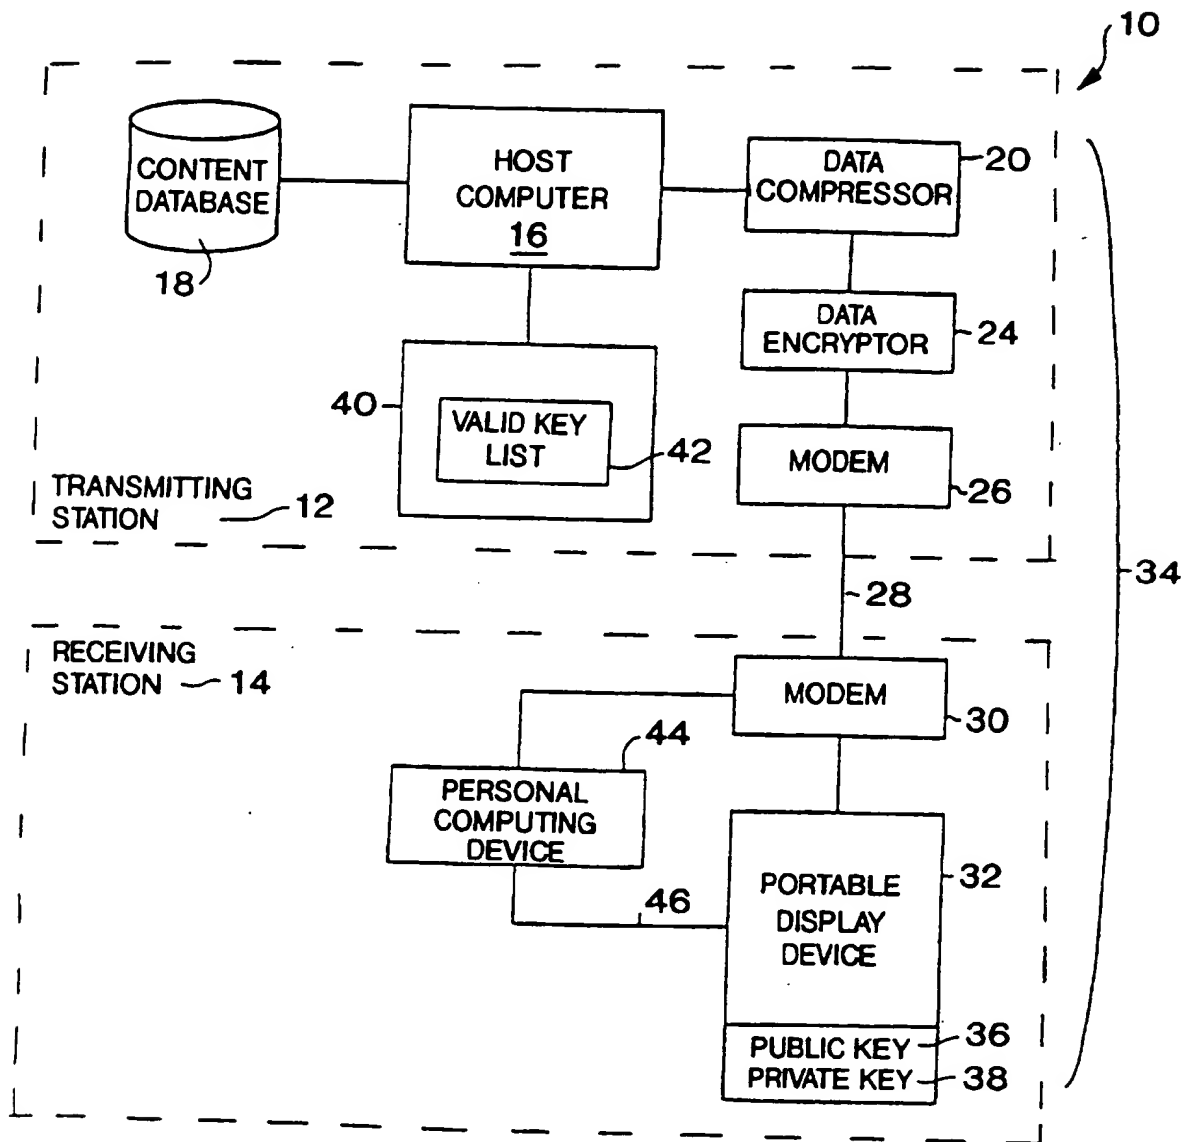 10
CONTENT
DATABASE
18
HOST
COMPUTER
16
DATA
COMPRESSOR
20
DATA
ENCRYPTOR
24
40
VALID KEY
LIST
42
MODEM
26
TRANSMITTING
STATION
12
28
34
RECEIVING
STATION
14
MODEM
30
44
PERSONAL
COMPUTING
DEVICE
46
PORTABLE
DISPLAY
DEVICE
32
PUBLIC KEY
36
PRIVATE KEY
38